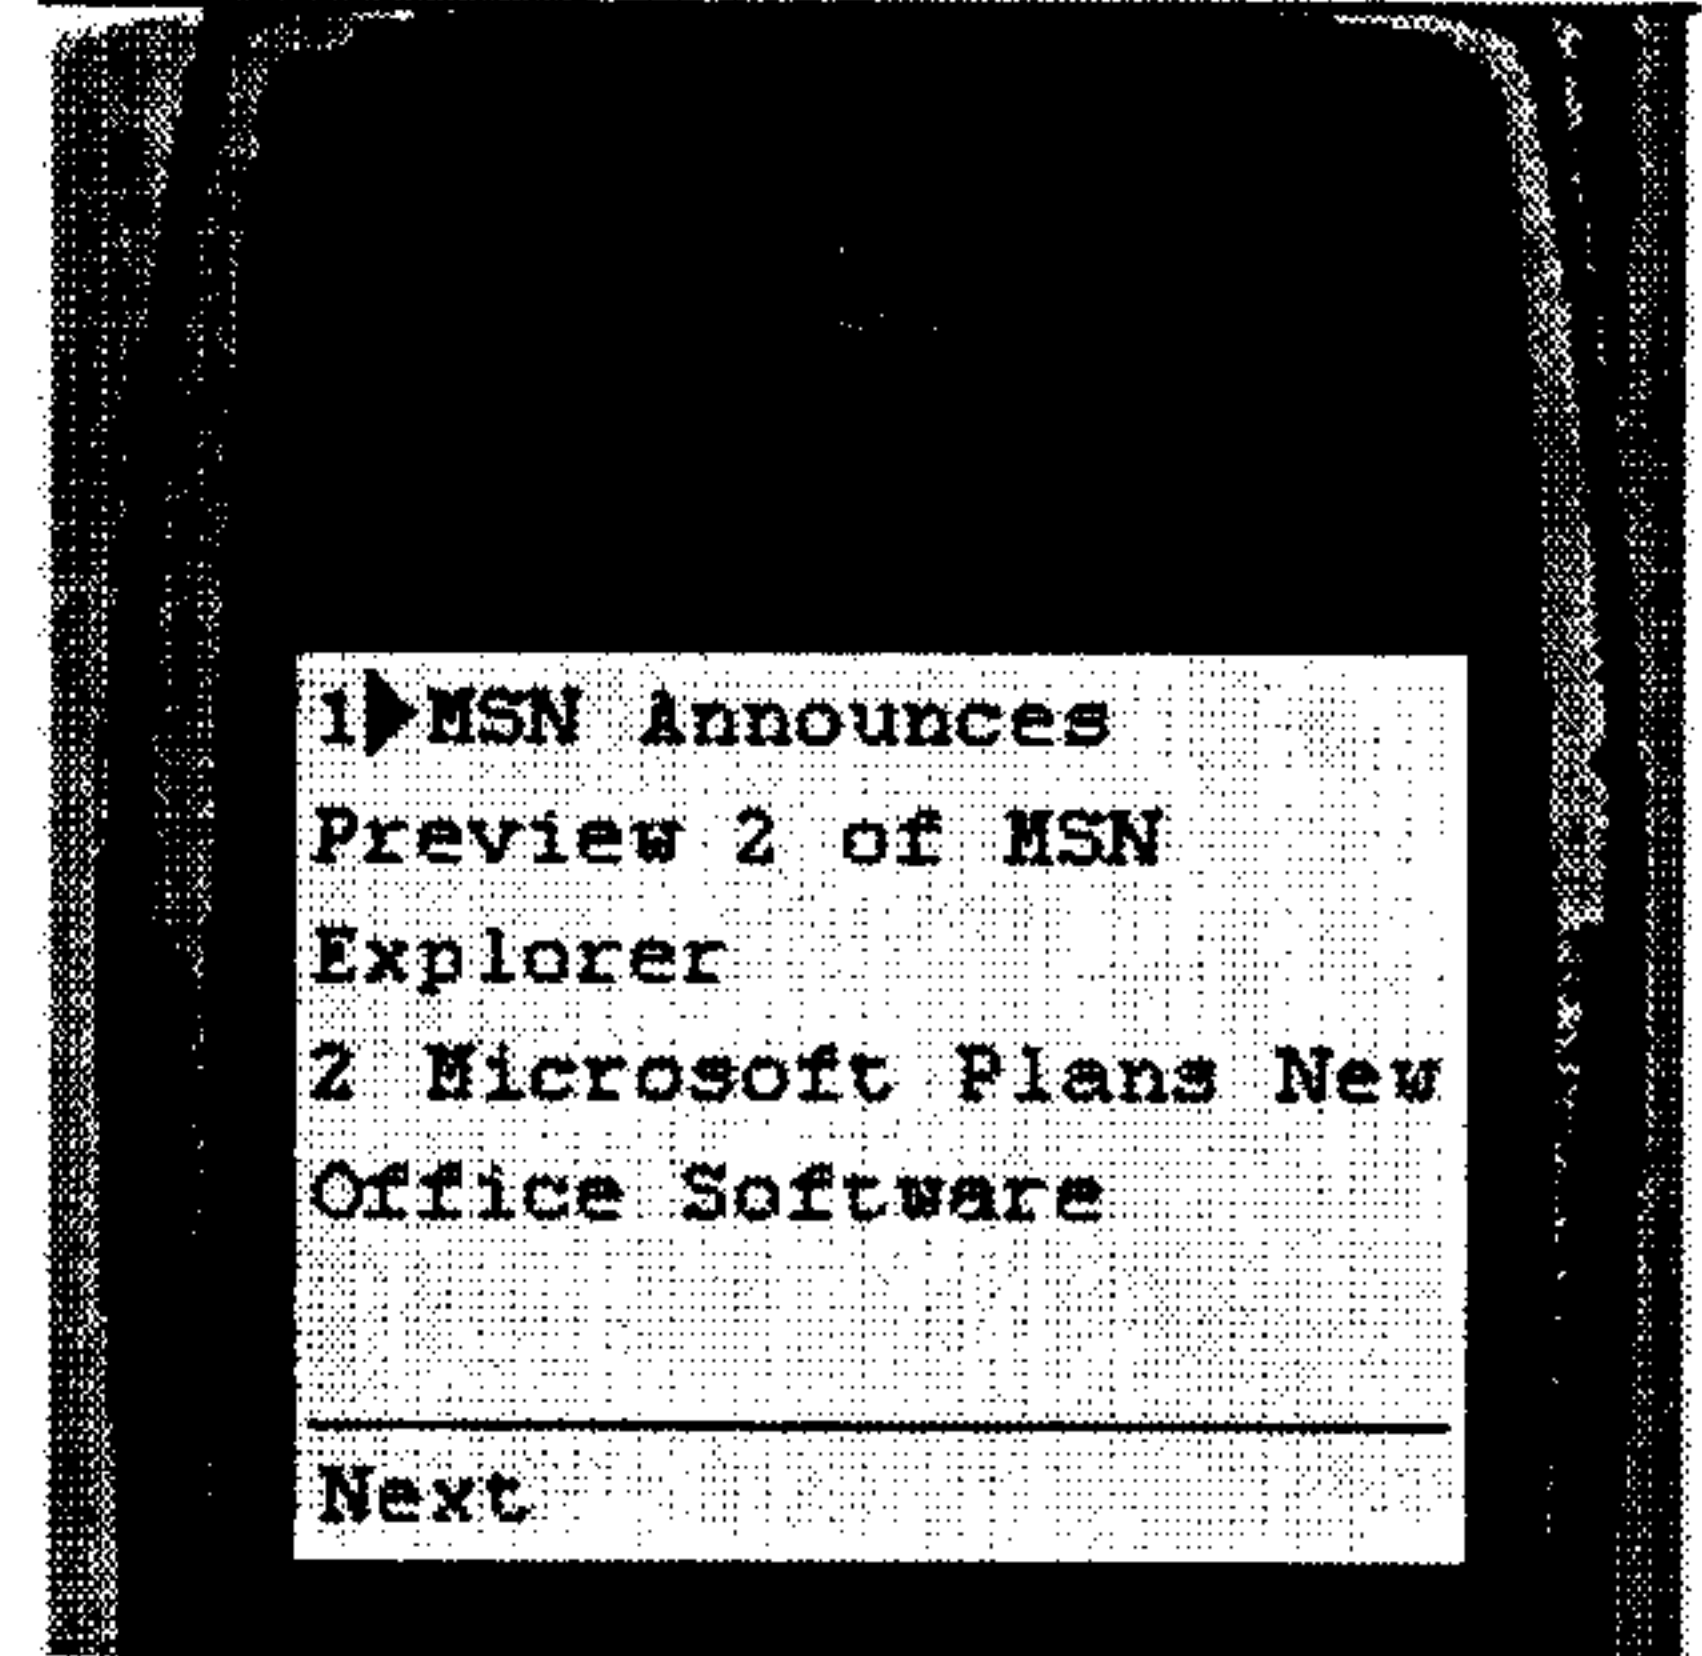 1▶MSN Announces
Preview 2 of MSN
Explorer
2 Microsoft Plans New
Office Software
Next